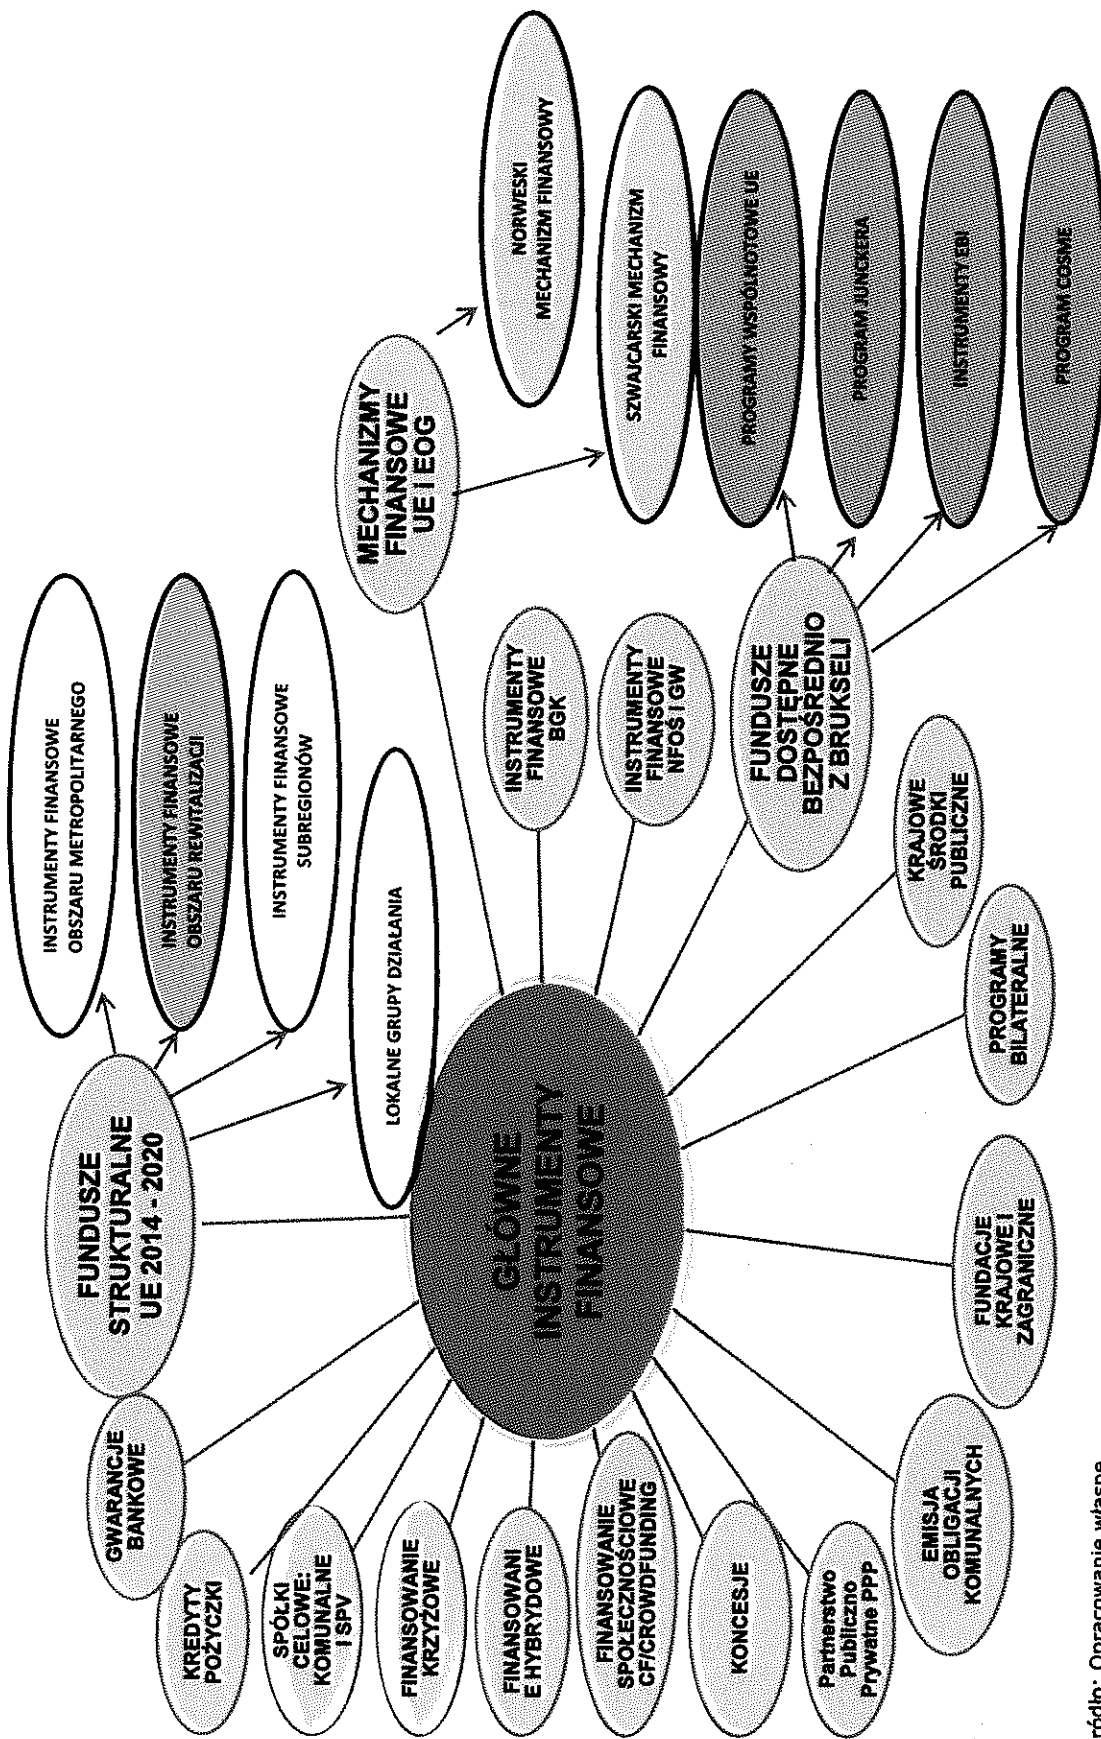 INSTRUMENTY FINANSOWE
OBSZARU METROPOLITARNEGO
INSTRUMENTY FINANSOWE
OBSZARU REWITALIZACJI
INSTRUMENTY FINANSOWE
SUBREGIONÓW
LOKALNE GRUPY DZIAŁANIA
FUNDUSZE
STRUKTURALNE
UE 2014 - 2020
MECHANIZMY
FINANSOWE
UE I EOG
NORWESKI
MECHANIZM FINANSOWY
SZWAJCARSKI MECHANIZM
FINANSOWY
PROGRAMY WSPÓLNOTOWE UE
PROGRAM JUNCKERA
INSTRUMENTY EBI
PROGRAM COSME
INSTRUMENTY
FINANSOWE
BGK
INSTRUMENTY
FINANSOWE
NFOŚ I GW
FUNDUSZE
DOSTĘPNE
BEZPOŚREDNIO
Z BRUKSELI
KRAJOWE
ŚRODKI
PUBLICZNE
PROGRAMY
BILATERALNE
GŁÓWNE
INSTRUMENTY
FINANSOWE
FUNDACJE
KRAJOWE I
ZAGRANICZNE
GWARANCJE
BANKOWE
KREDYTY
POŻYCZKI
SPÓŁKI
CELOWE:
KOMUNALNE
I SPV
FINANSOWANIE
KRZYŻOWE
FINANSOWANI
E HYBRYDOWE
FINANSOWANIE
SPOŁECZNOŚCIOWE
CF/CROWDFUNDING
KONCESJE
Partnerstwo
Publiczno
Prywatne PPP
EMISJA
OBLIGACJI
KOMUNALNYCH
ródło: Opracowanie własne